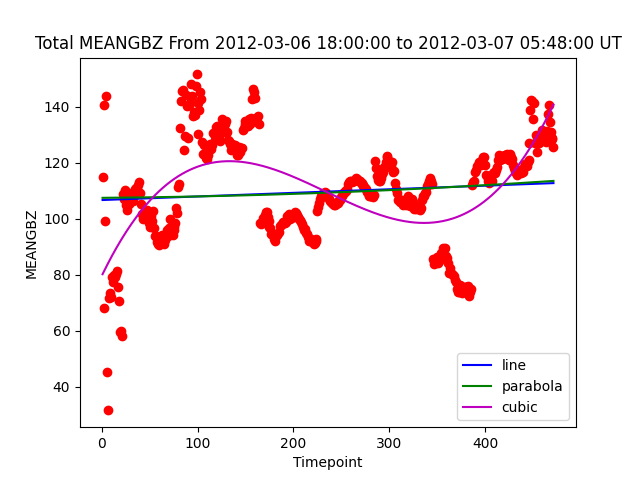 Total MEANGBZ From 2012-03-06 18:00:00 to 2012-03-07 05:48:00 UT
MEANGBZ
140
120
100
80
60
40
0 100 200 300 400
Timepoint
line
parabola
cubic